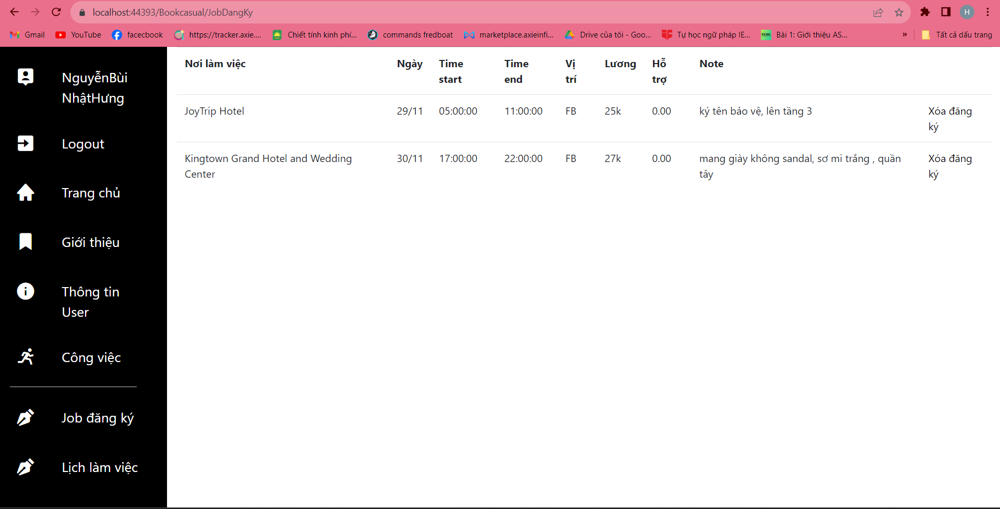 localhost:44393/Bookcasual/JobDangKy
H
Gmail YouTube facecbook https://tracker.axie.... Chiết tính kinh phí... commands fredboat marketplace.axieinfi... Drive của tôi - Goo... Tự học ngữ pháp IE... Bài 1: Giới thiệu AS... » Tất cả dấu trang
NguyễnBùi
NhậtHưng
Logout
Trang chủ
Giới thiệu
Thông tin
User
Công việc
Job đăng ký
Lịch làm việc
Nơi làm việc Ngày Time Time Vị Lương Hỗ Note
start end trí trợ
JoyTrip Hotel 29/11 05:00:00 11:00:00 FB 25k 0.00 ký tên bảo vệ, lên tầng 3 Xóa đăng
ký
Kingtown Grand Hotel and Wedding 30/11 17:00:00 22:00:00 FB 27k 0.00 mang giày không sandal, sơ mi trắng , quần Xóa đăng
Center tây ký